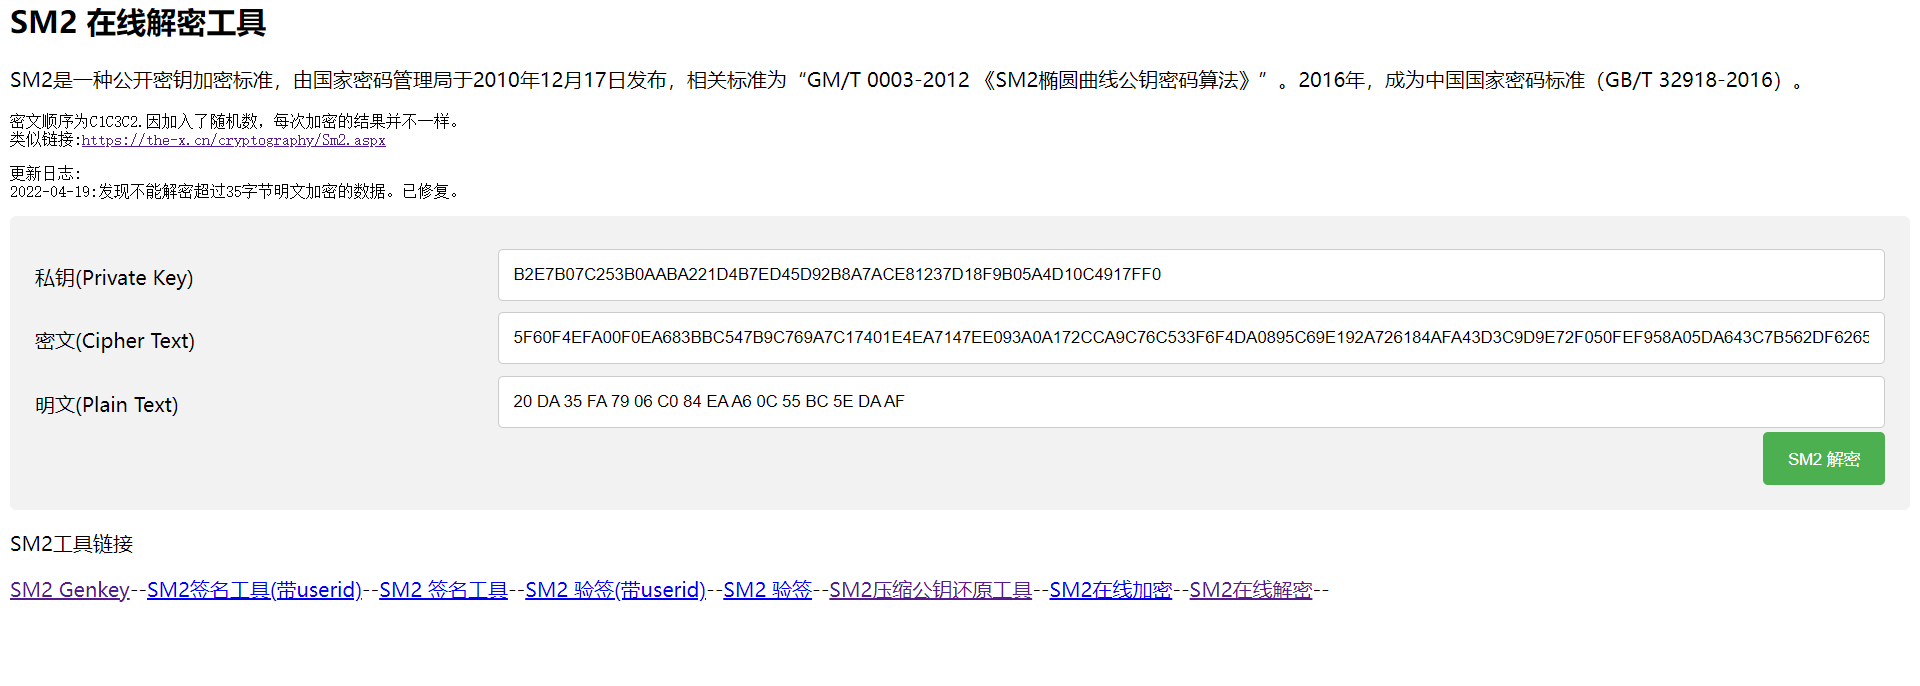 SM2 在线解密工具
SM2是一种公开密钥加密标准，由国家密码管理局于2010年12月17日发布，相关标准为“GM/T 0003-2012 《SM2椭圆曲线公钥密码算法》”。2016年，成为中国国家密码标准（GB/T 32918-2016）。
密文顺序为C1C3C2.因加入了随机数，每次加密的结果并不一样。
类似链接:https://the-x.cn/cryptography/Sm2.aspx
更新日志:
2022-04-19:发现不能解密超过35字节明文加密的数据。已修复。
私钥(Private Key)
B2E7B07C253B0AABA221D4B7ED45D92B8A7ACE81237D18F9B05A4D10C4917FF0
密文(Cipher Text)
5F60F4EFA00F0EA683BBC547B9C769A7C17401E4EA7147EE093A0A172CCA9C76C533F6F4DA0895C69E192A726184AFA43D3C9D9E72F050FEF958A05DA643C7B562DF6265
明文(Plain Text)
20 DA 35 FA 79 06 C0 84 EA A6 0C 55 BC 5E DA AF
SM2 解密
SM2工具链接
SM2 Genkey--SM2签名工具(带userid)--SM2 签名工具--SM2 验签(带userid)--SM2 验签--SM2压缩公钥还原工具--SM2在线加密--SM2在线解密--